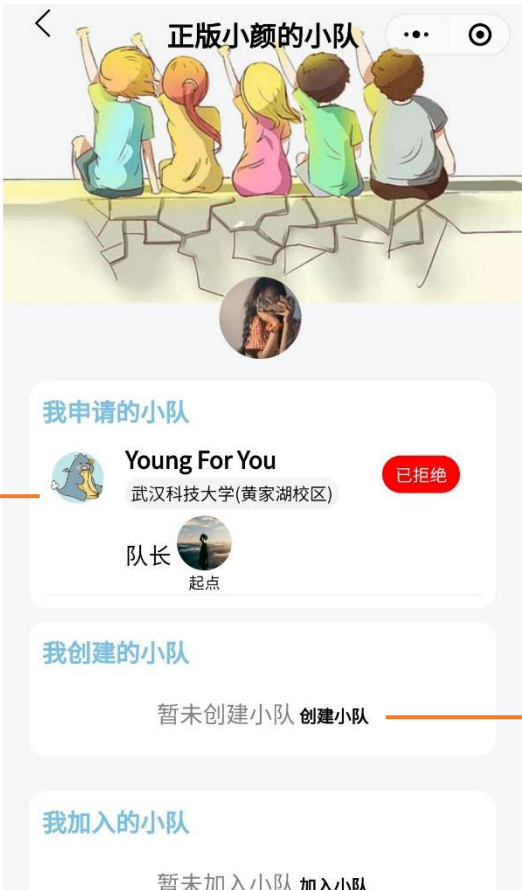 正版小颜的小队
我申请的小队
Young For You
已拒绝
武汉科技大学(黄家湖校区)
队长
起点
我创建的小队
暂未创建小队 创建小队
我加入的小队
暂未加入小队 加入小队